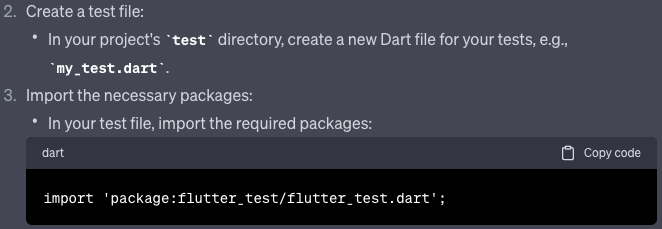 2. Create a test file:
• In your project's `test` directory, create a new Dart file for your tests, e.g.,
`my_test.dart`.
3. Import the necessary packages:
• In your test file, import the required packages:
dart Copy code
import 'package:flutter_test/flutter_test.dart';